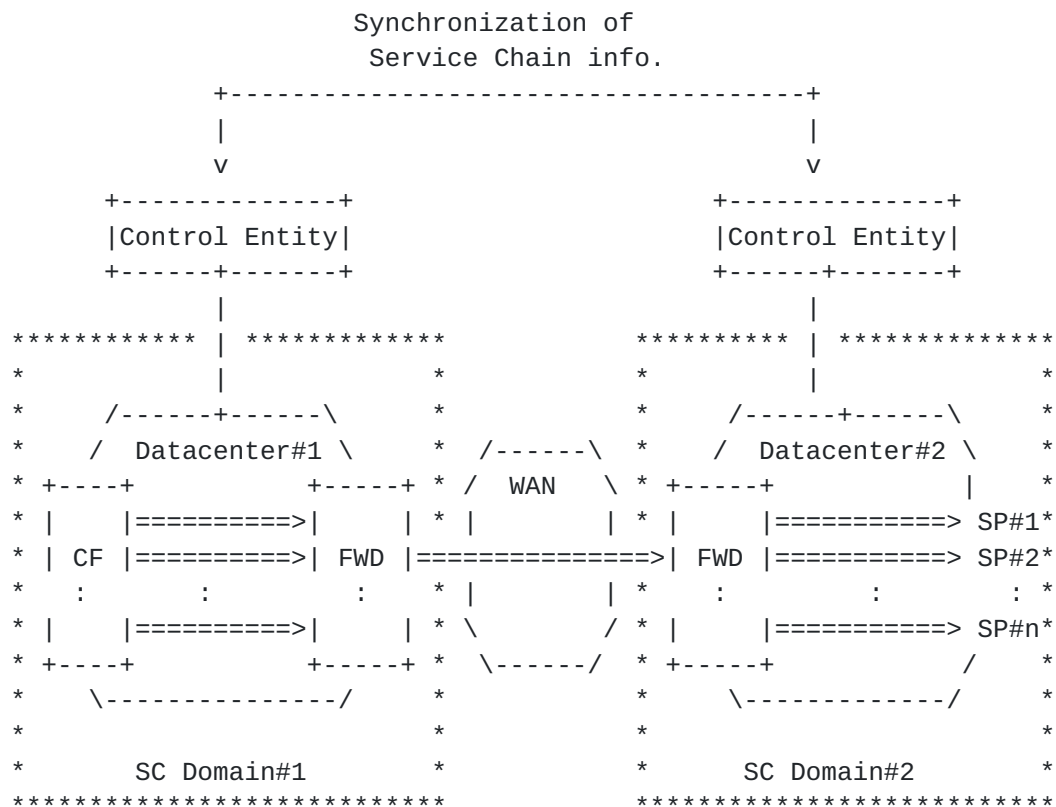 Synchronization of
Service Chain info.
Control Entity Control Entity
Datacenter#1 Datacenter#2
WAN
SP#1
CF FWD FWD SP#2
: : : : : :
SP#n
SC Domain#1 SC Domain#2